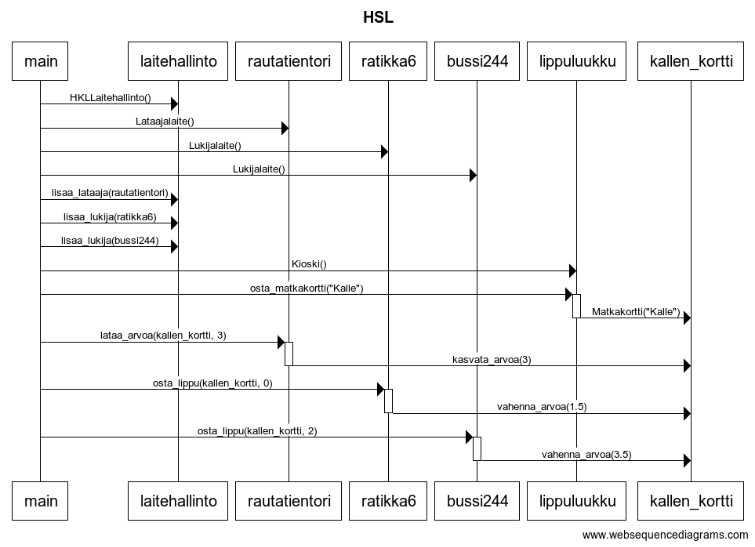 HSL
main laitehallinto rautatientori ratikka6 bussi244 lippuluukku kallen_kortti
HKLLaitehallinto()
Lataajalaite()
Lukijalaite()
Lukijalaite()
lisaa_lataaja(rautatientori)
lisaa_lukija(ratikka6)
lisaa_lukija(bussi244)
Kioski()
osta_matkakortti("Kalle")
Matkakortti("Kalle")
lataa_arvoa(kallen_kortti, 3)
kasvata_arvoa(3)
osta_lippu(kallen_kortti, 0)
vahenna_arvoa(1.5)
osta_lippu(kallen_kortti, 2)
vahenna_arvoa(3.5)
main laitehallinto rautatientori ratikka6 bussi244 lippuluukku kallen_kortti
www.websequencediagrams.com